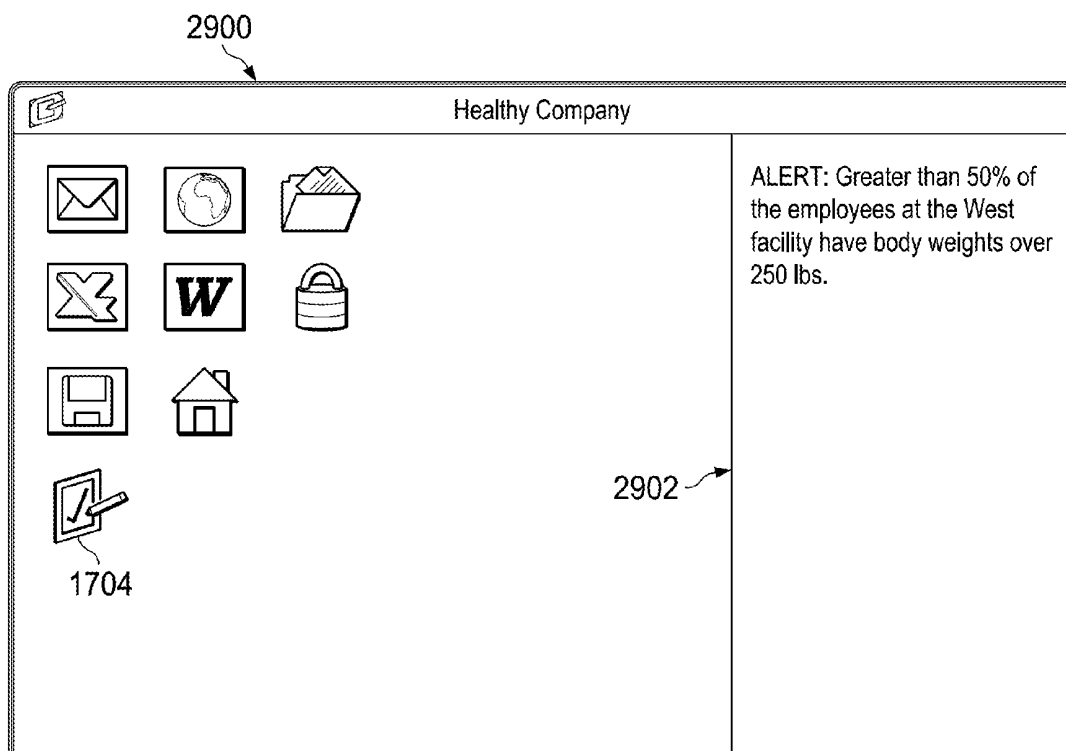 2900
Healthy Company
ALERT: Greater than 50% of
the employees at the West
facility have body weights over
250 lbs.
W
2902
1704